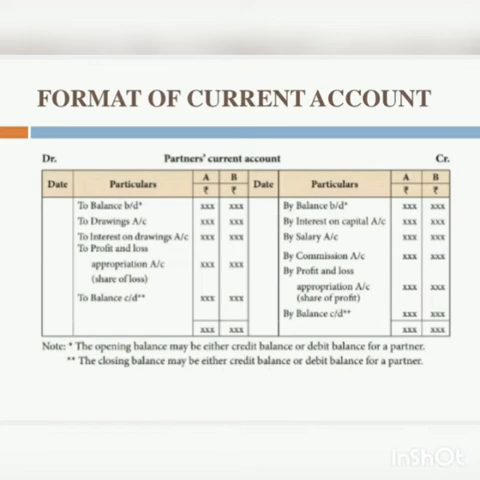 FORMAT OF CURRENT ACCOUNT
Dr. Partners' current account Cr.
Date Particulars A B Date Particulars A B
₹ ₹ ₹ ₹
To Balance b/d* xxx xxx By Balance b/d* xxx xxx
To Drawings A/c xxx xxx By Interest on capital A/c xxx xxx
To Interest on drawings A/c xxx xxx By Salary A/c xxx xxx
To Profit and loss By Commission A/c xxx xxx
appropriation A/c xxx xxx By Profit and loss
(share of loss) appropriation A/c xxx xxx
To Balance c/d** xxx xxx (share of profit)
By Balance c/d** xxx xxx
xxx xxx xxx xxx
Note: * The opening balance may be either credit balance or debit balance for a partner.
** The closing balance may be either credit balance or debit balance for a partner.
InShOt